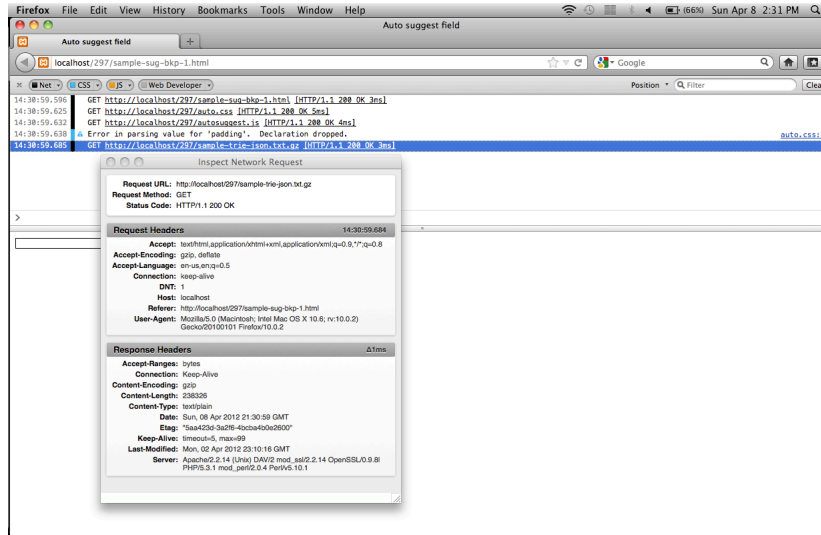 Firefox File Edit View History Bookmarks Tools Window Help (66%) Sun Apr 8 2:31 PM
Auto suggest field
Auto suggest field +
localhost/297/sample-sug-bkp-1.html Google
Net CSS JS Web Developer Position Filter Clea
14:30:59.596 GET http://localhost/297/sample-sug-bkp-1.html [HTTP/1.1 200 OK 3ms]
14:30:59.625 GET http://localhost/297/auto.css [HTTP/1.1 200 OK 5ms]
14:30:59.632 GET http://localhost/297/autosuggest.js [HTTP/1.1 200 OK 4ms]
14:30:59.638 Error in parsing value for 'padding'. Declaration dropped. auto.css:
14:30:59.685 GET http://localhost/297/sample-trie-json.txt.gz [HTTP/1.1 200 OK 3ms]
Inspect Network Request
Request URL: http://localhost/297/sample-trie-json.txt.gz
Request Method: GET
Status Code: HTTP/1.1 200 OK
>
Request Headers 14:30:59.684
Accept: text/html,application/xhtml+xml,application/xml;q=0.9,*/*;q=0.8
Accept-Encoding: gzip, deflate
Accept-Language: en-us,en;q=0.5
Connection: keep-alive
DNT: 1
Host: localhost
Referer: http://localhost/297/sample-sug-bkp-1.html
User-Agent: Mozilla/5.0 (Macintosh; Intel Mac OS X 10.6; rv:10.0.2)
Gecko/20100101 Firefox/10.0.2
Response Headers Δ1ms
Accept-Ranges: bytes
Connection: Keep-Alive
Content-Encoding: gzip
Content-Length: 238326
Content-Type: text/plain
Date: Sun, 08 Apr 2012 21:30:59 GMT
Etag: "5aa423d-3a2f6-4bcba4b0e2600"
Keep-Alive: timeout=5, max=99
Last-Modified: Mon, 02 Apr 2012 23:10:16 GMT
Server: Apache/2.2.14 (Unix) DAV/2 mod_ssl/2.2.14 OpenSSL/0.9.8l
PHP/5.3.1 mod_perl/2.0.4 Perl/v5.10.1